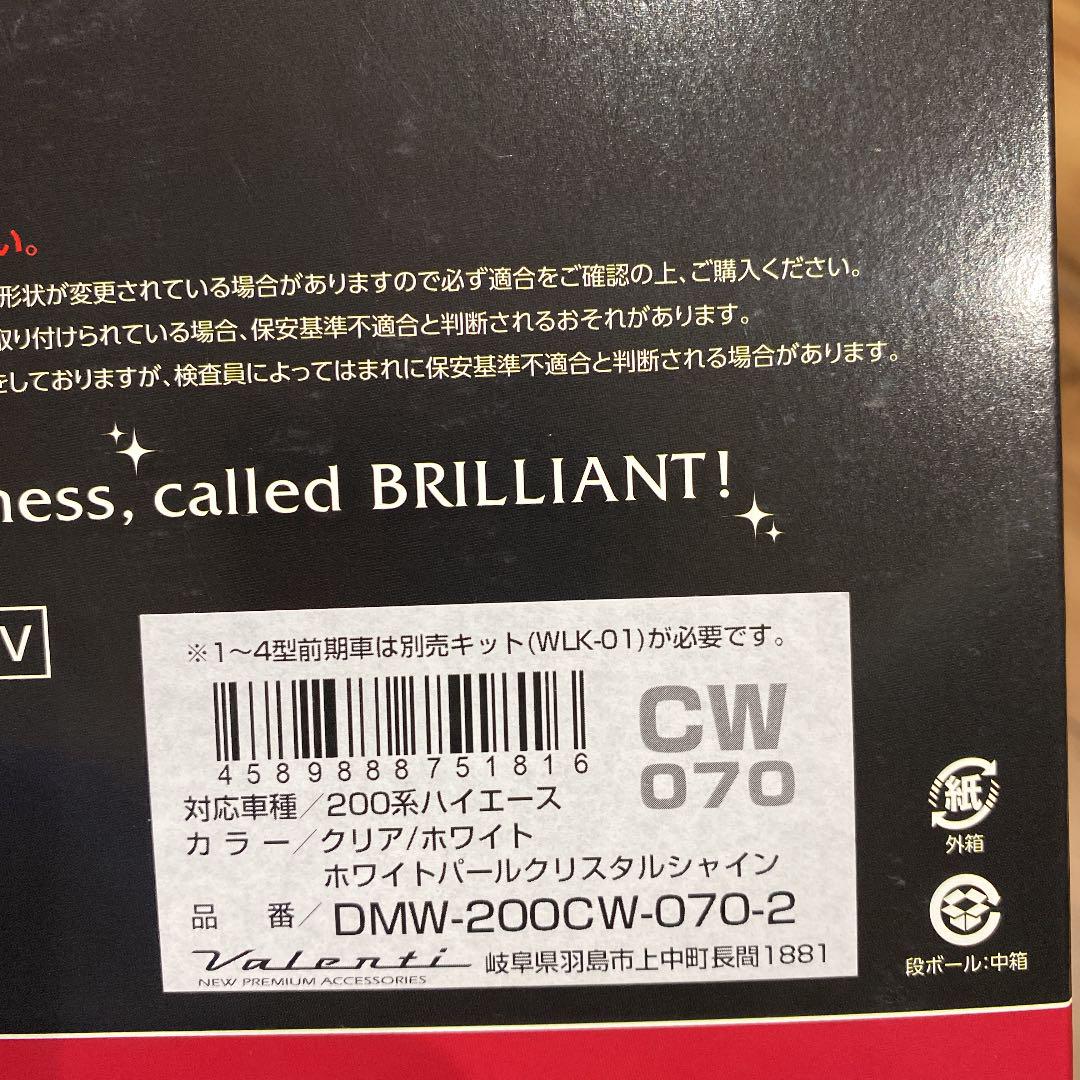 い。
形状が変更されている場合がありますので必ず適合をご確認の上、ご購入ください。
取り付けられている場合、保安基準不適合と判断されるおそれがあります。
をしておりますが、検査員によってはまれに保安基準不適合と判断される場合があります。
ness, called BRILLIANT!
V
※1〜4型前期車は別売キット(WLK-01)が必要です。
4589888751816
CW
070
対応車種/200系ハイエース
カラー/クリア/ホワイト
ホワイトパールクリスタルシャイン
品 番/DMW-200CW-070-2
Valenti
NEW PREMIUM ACCESSORIES
岐阜県羽島市上中町長間1881
紙
外箱
段ボール:中箱